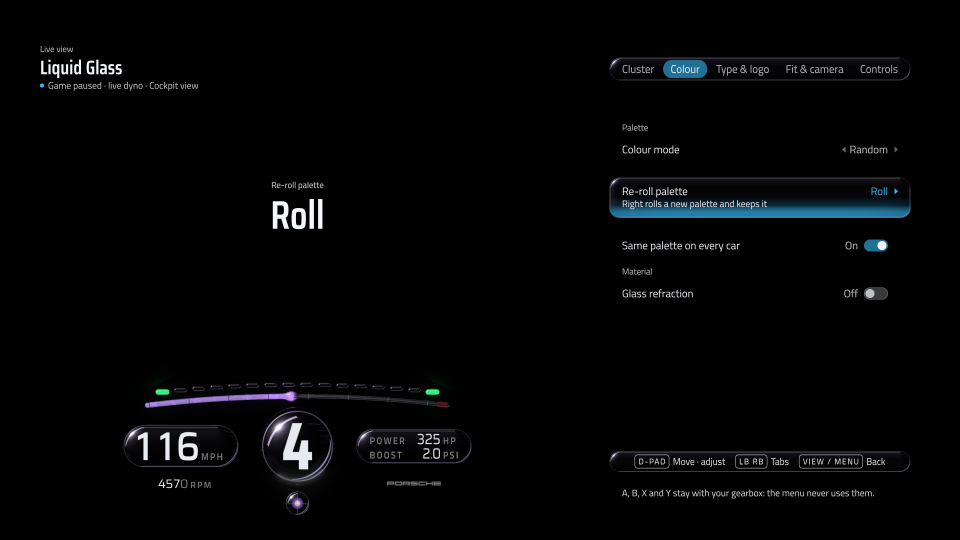 Live view
Liquid Glass
Game paused · live dyno · Cockpit view
Cluster Colour Type & logo Fit & camera Controls
Palette
Colour mode Random
Re-roll palette
Roll
Re-roll palette Roll
Right rolls a new palette and keeps it
Same palette on every car On
Material
Glass refraction Off
116 MPH
4570 RPM
4
POWER 325 HP
BOOST 2.0 PSI
PORSCHE
D-PAD Move · adjust LB RB Tabs VIEW / MENU Back
A, B, X and Y stay with your gearbox: the menu never uses them.